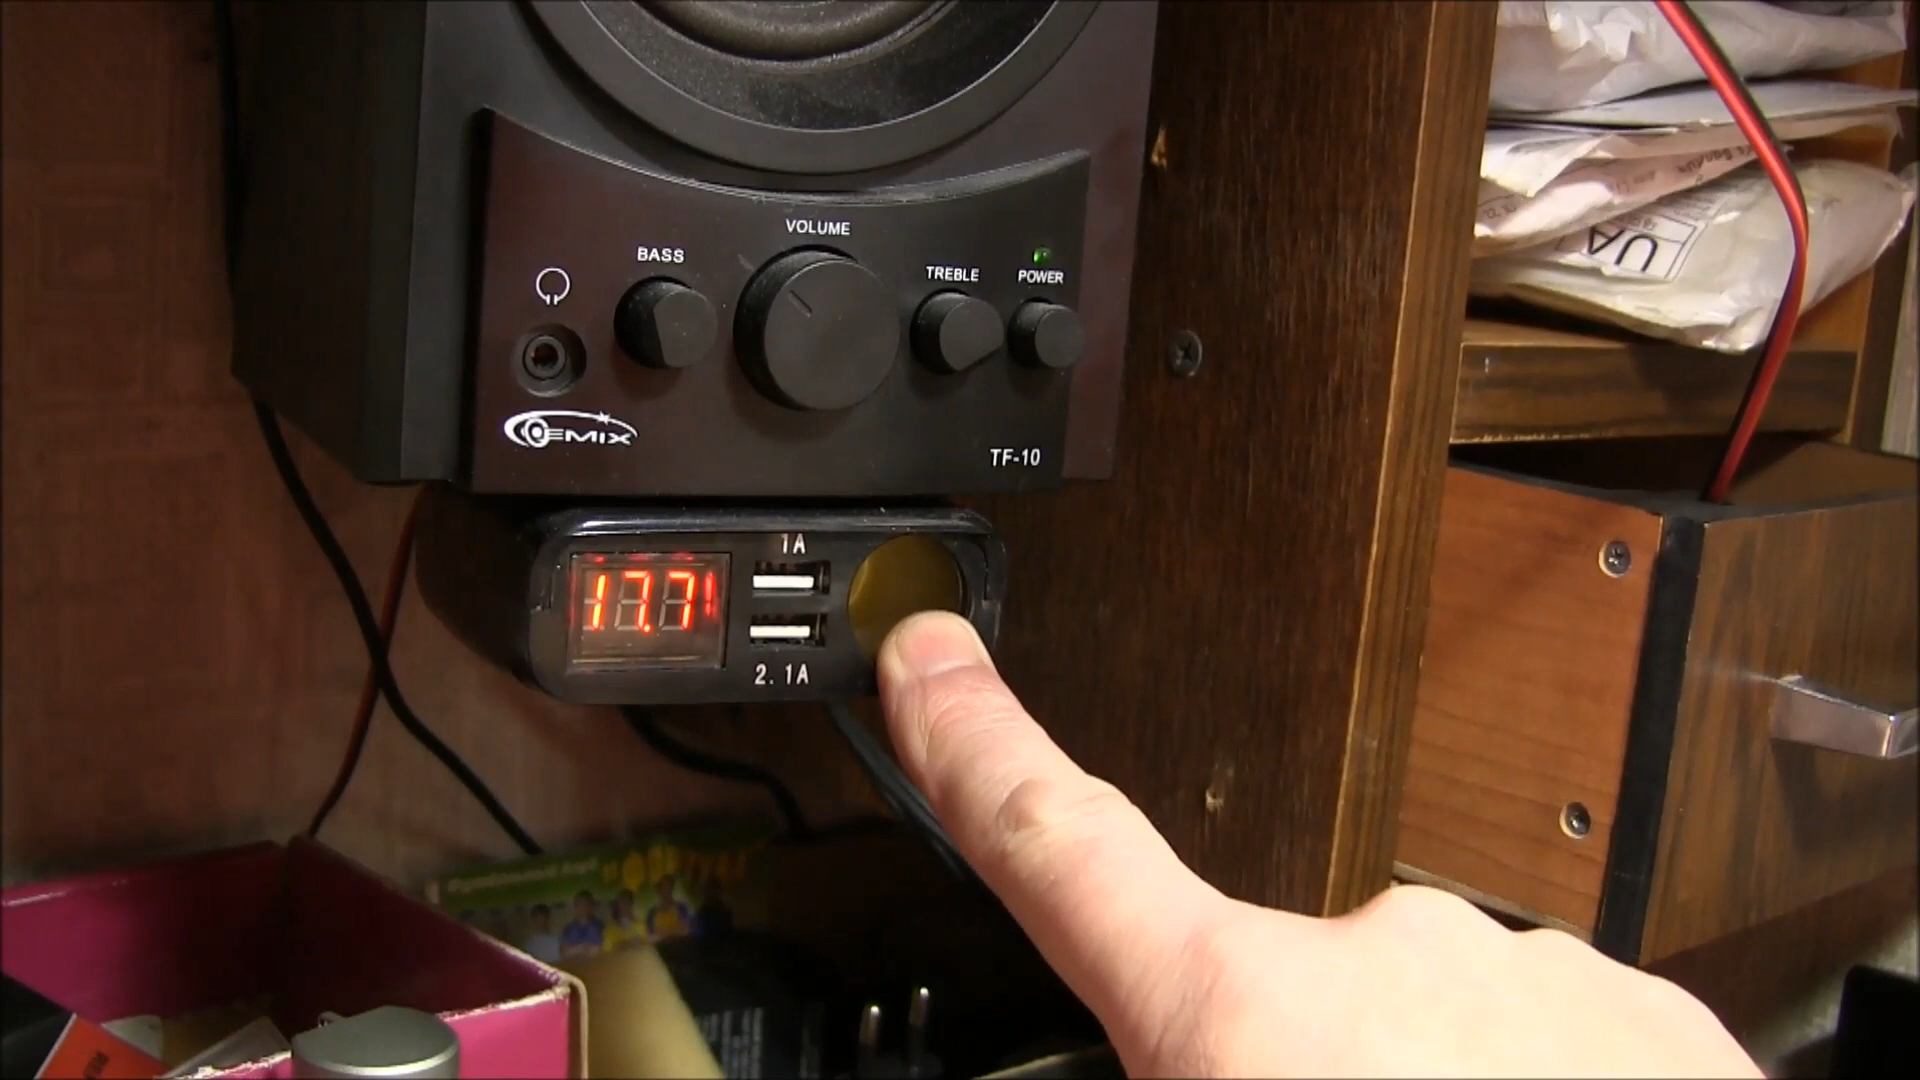 VOLUME
BASS
TREBLE
POWER
GEMIX
TF-10
1A
17.7
2.1A
UA